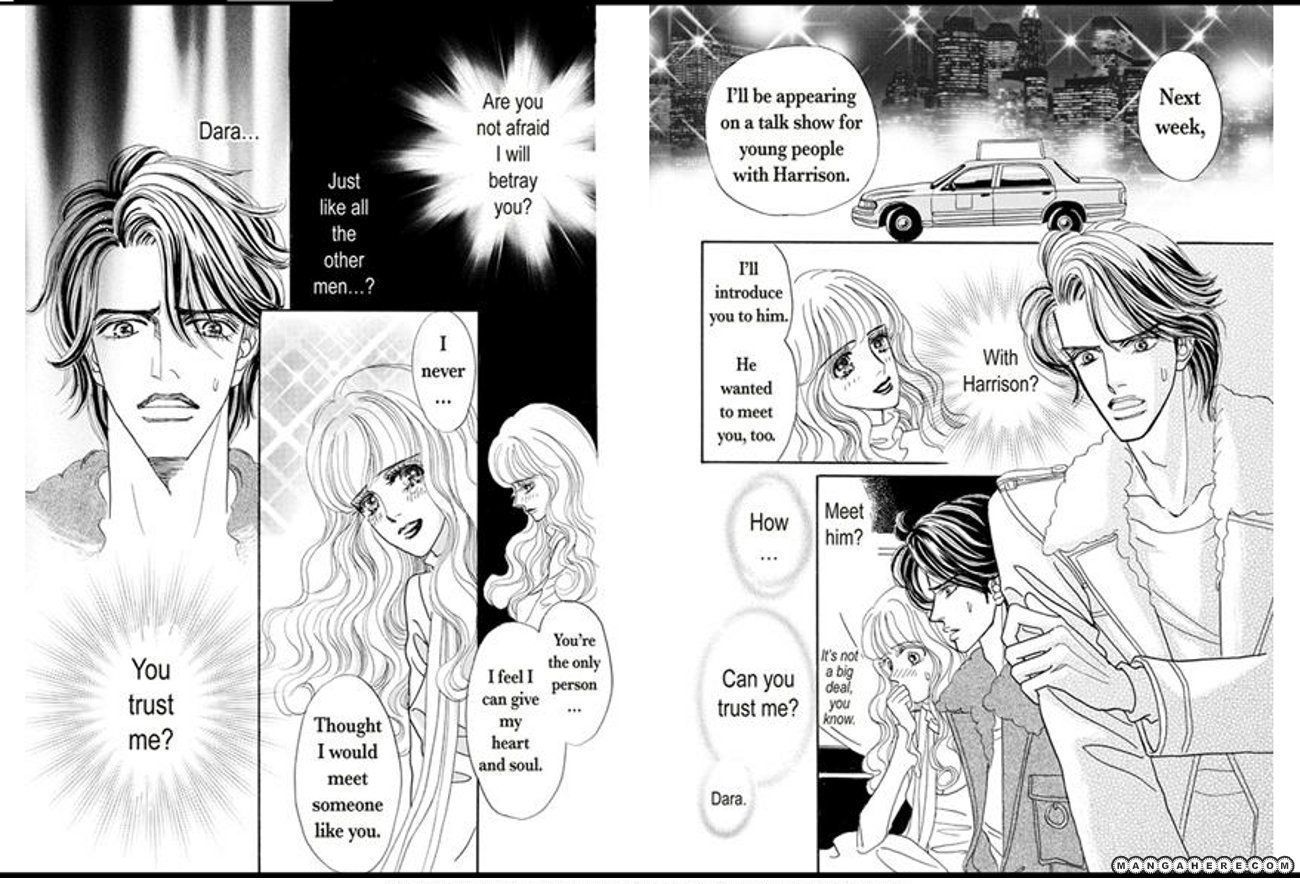 Next
week,
I'll be appearing
on a talk show for
young people
with Harrison.
With
Harrison?
I'll
introduce
you to him.
He
wanted
to meet
you, too.
Meet
him?
It's not
a big
deal,
you
know.
How
...
Can you
trust me?
Dara.
Are you
not afraid
I will
betray
you?
Just
like all
the
other
men...?
You're
the only
person
...
I feel I
can give
my
heart
and soul.
I
never
...
Thought
I would
meet
someone
like you.
Dara...
You
trust
me?
MANGAHERE.COM